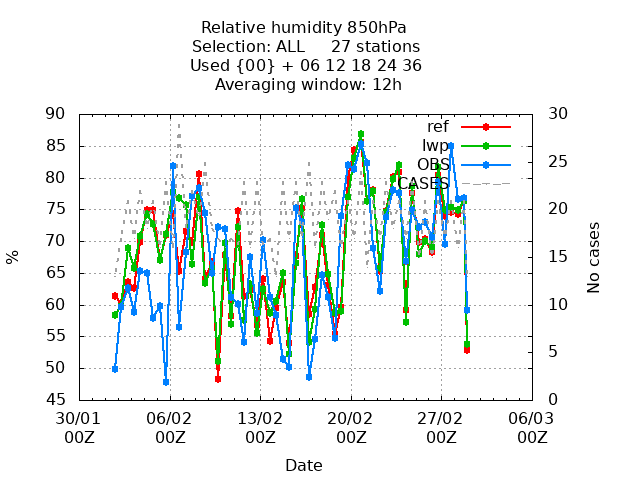 Relative humidity 850hPa
Selection: ALL     27 stations
Used {00} + 06 12 18 24 36
Averaging window: 12h
90
85
80
75
70
65
60
55
50
45
30
25
20
15
10
5
0
ref
lwp
OBS
CASES
%
No cases
30/01 06/02 13/02 20/02 27/02 06/03
00Z 00Z 00Z 00Z 00Z 00Z
Date